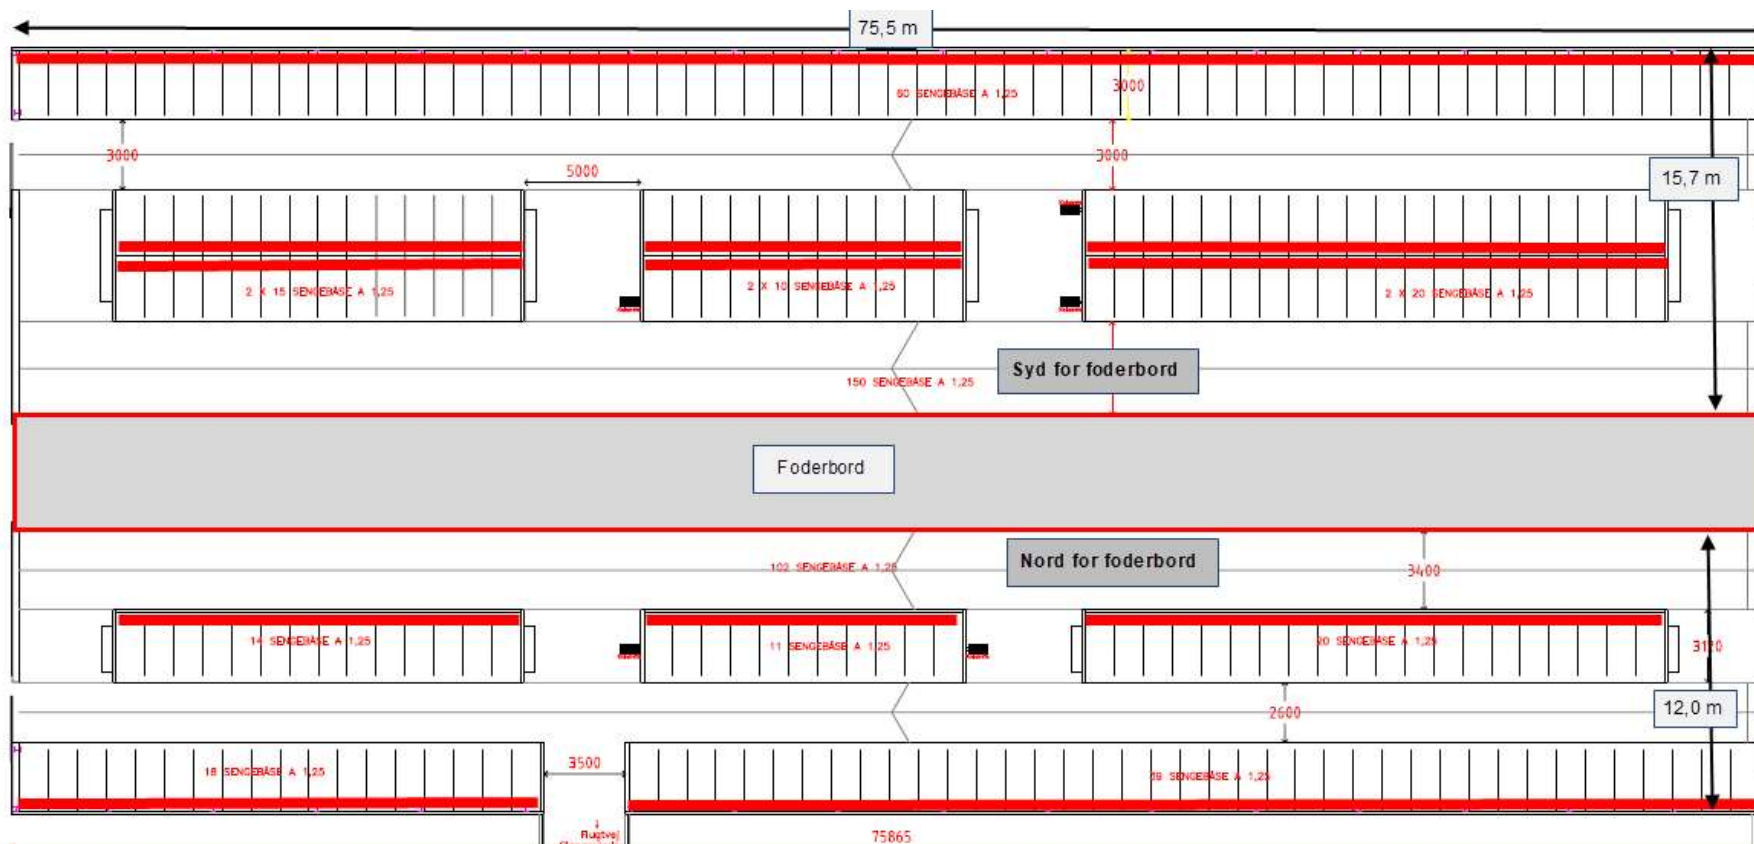 75,5 m
60 SENGEBÅSE A 1,25
3000
3000
3000
5000
15,7 m
2 X 15 SENGEBÅSE A 1,25
2 X 10 SENGEBÅSE A 1,25
2 X 20 SENGEBÅSE A 1,25
Syd for foderbord
150 SENGEBÅSE A 1,25
Foderbord
Nord for foderbord
102 SENGEBÅSE A 1,25
3400
14 SENGEBÅSE A 1,25
11 SENGEBÅSE A 1,25
20 SENGEBÅSE A 1,25
3120
12,0 m
2600
18 SENGEBÅSE A 1,25
3500
39 SENGEBÅSE A 1,25
Flugtvej
75865